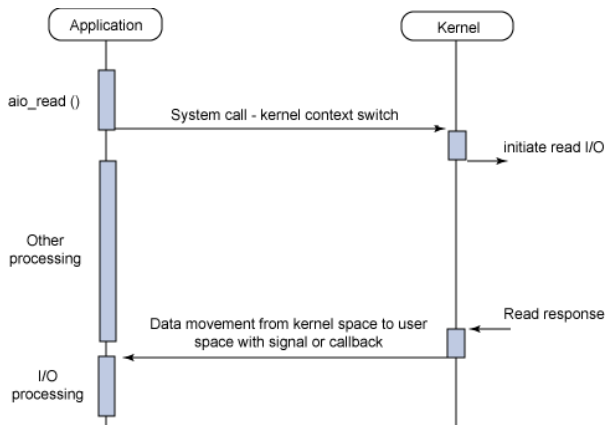 Application
Kernel
aio_read ()
System call - kernel context switch
initiate read I/O
Other
processing
Read response
Data movement from kernel space to user
space with signal or callback
I/O
processing